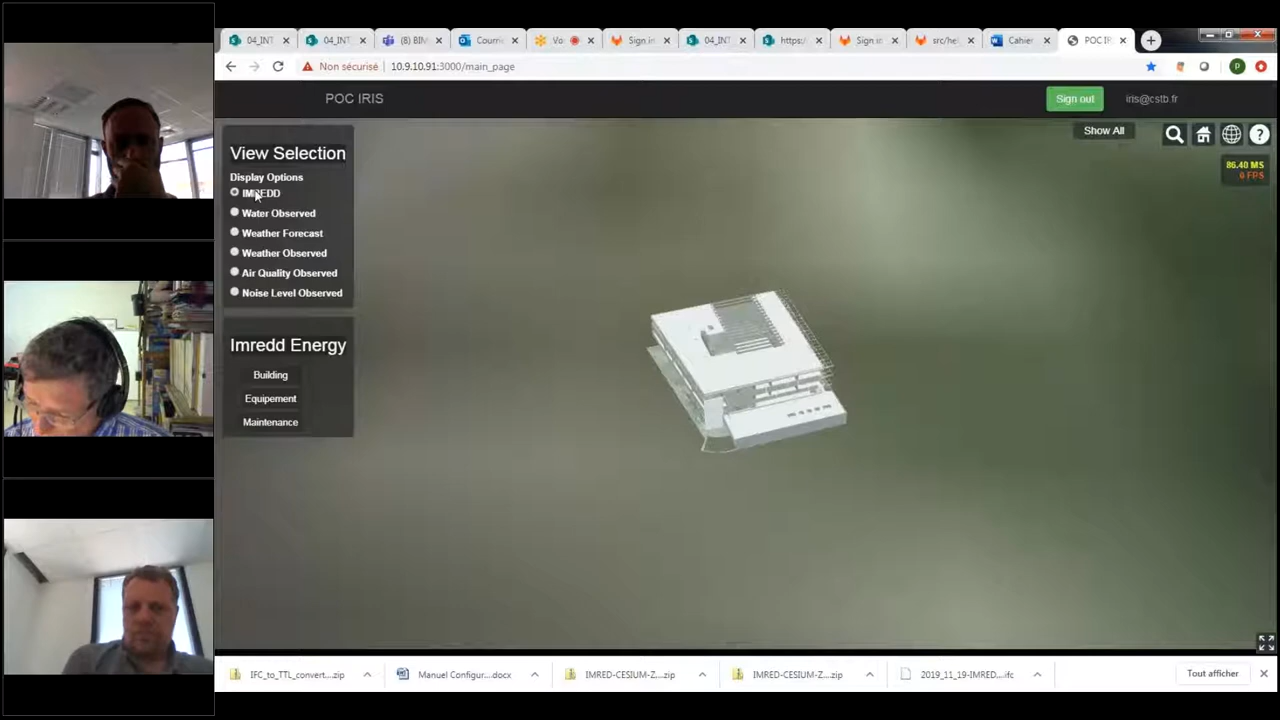 04_INT
04_INT
(8) BIM
Courrie
Vo
Sign in
04_INT
https:/
Sign in
src/hel
Cahier
POC IR
Non sécurisé
10.9.10.91:3000/main_page
P
POC IRIS
Sign out
iris@cstb.fr
Show All
?
86.40 MS
0 FPS
View Selection
Display Options
IMREDD
Water Observed
Weather Forecast
Weather Observed
Air Quality Observed
Noise Level Observed
Imredd Energy
Building
Equipement
Maintenance
IFC_to_TTL_convert....zip
Manuel Configur....docx
IMRED-CESIUM-Z....zip
IMRED-CESIUM-Z....zip
2019_11_19-IMRED....ifc
Tout afficher